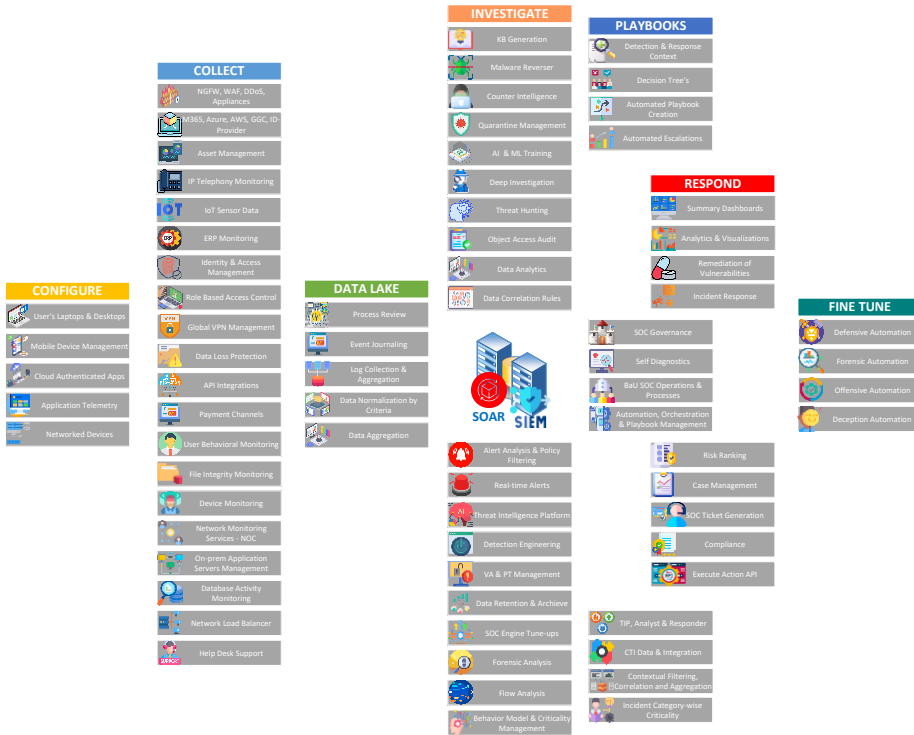 CONFIGURE
User's Laptops & Desktops
Mobile Device Management
Cloud Authenticated Apps
Application Telemetry
Networked Devices
COLLECT
NGFW, WAF, DDoS,
Appliances
M365, Azure, AWS, GGC, ID-
Provider
Asset Management
IP Telephony Monitoring
IoT
IoT Sensor Data
ERP
ERP Monitoring
Identity & Access
Management
Role Based Access Control
VPN
Global VPN Management
Data Loss Protection
API Integrations
Payment Channels
User Behavioral Monitoring
File Integrity Monitoring
Device Monitoring
Network Monitoring
Services - NOC
On-prem Application
Servers Management
Database Activity
Monitoring
Network Load Balancer
SUPPORT
Help Desk Support
DATA LAKE
Process Review
Event Journaling
Log Collection &
Aggregation
Data Normalization by
Criteria
Data Aggregation
INVESTIGATE
KB Generation
Malware Reverser
Counter Intelligence
Quarantine Management
AI & ML Training
Deep Investigation
Threat Hunting
Object Access Audit
Data Analytics
Data Correlation Rules
SOAR
SIEM
Alert Analysis & Policy
Filtering
Real-time Alerts
AI
Threat Intelligence Platform
Detection Engineering
VA & PT Management
Data Retention & Archieve
SOC Engine Tune-ups
Forensic Analysis
Flow Analysis
Behavior Model & Criticality
Management
PLAYBOOKS
Detection & Response
Context
Decision Tree's
Automated Playbook
Creation
Automated Escalations
RESPOND
Summary Dashboards
Analytics & Visualizations
Remediation of
Vulnerabilities
Incident Response
SOC Governance
Self Diagnostics
BaU SOC Operations &
Processes
Automation, Orchestration
& Playbook Management
Risk Ranking
Case Management
SOC Ticket Generation
Compliance
Execute Action API
TIP, Analyst & Responder
CTI Data & Integration
Contextual Filtering,
Correlation and Aggregation
Incident Category-wise
Criticality
FINE TUNE
Defensive Automation
Forensic Automation
Offensive Automation
Deception Automation